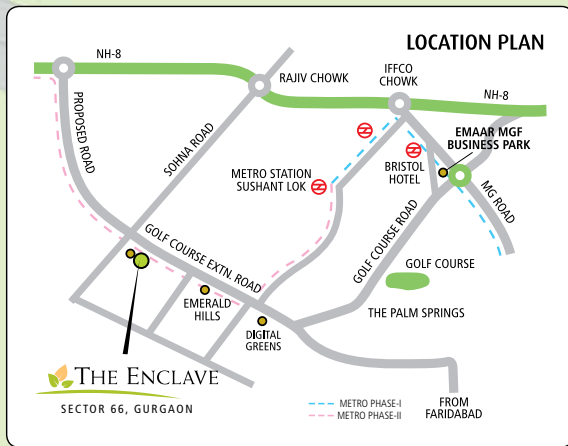 LOCATION PLAN
NH-8
RAJIV CHOWK
IFFCO
CHOWK
NH-8
PROPOSED ROAD
SOHNA ROAD
METRO STATION
SUSHANT LOK
BRISTOL
HOTEL
EMAAR MGF
BUSINESS PARK
MG ROAD
GOLF COURSE ROAD
GOLF COURSE EXTN. ROAD
GOLF COURSE
EMERALD
HILLS
DIGITAL
GREENS
THE PALM SPRINGS
THE ENCLAVE
SECTOR 66, GURGAON
METRO PHASE-I
METRO PHASE-II
FROM
FARIDABAD